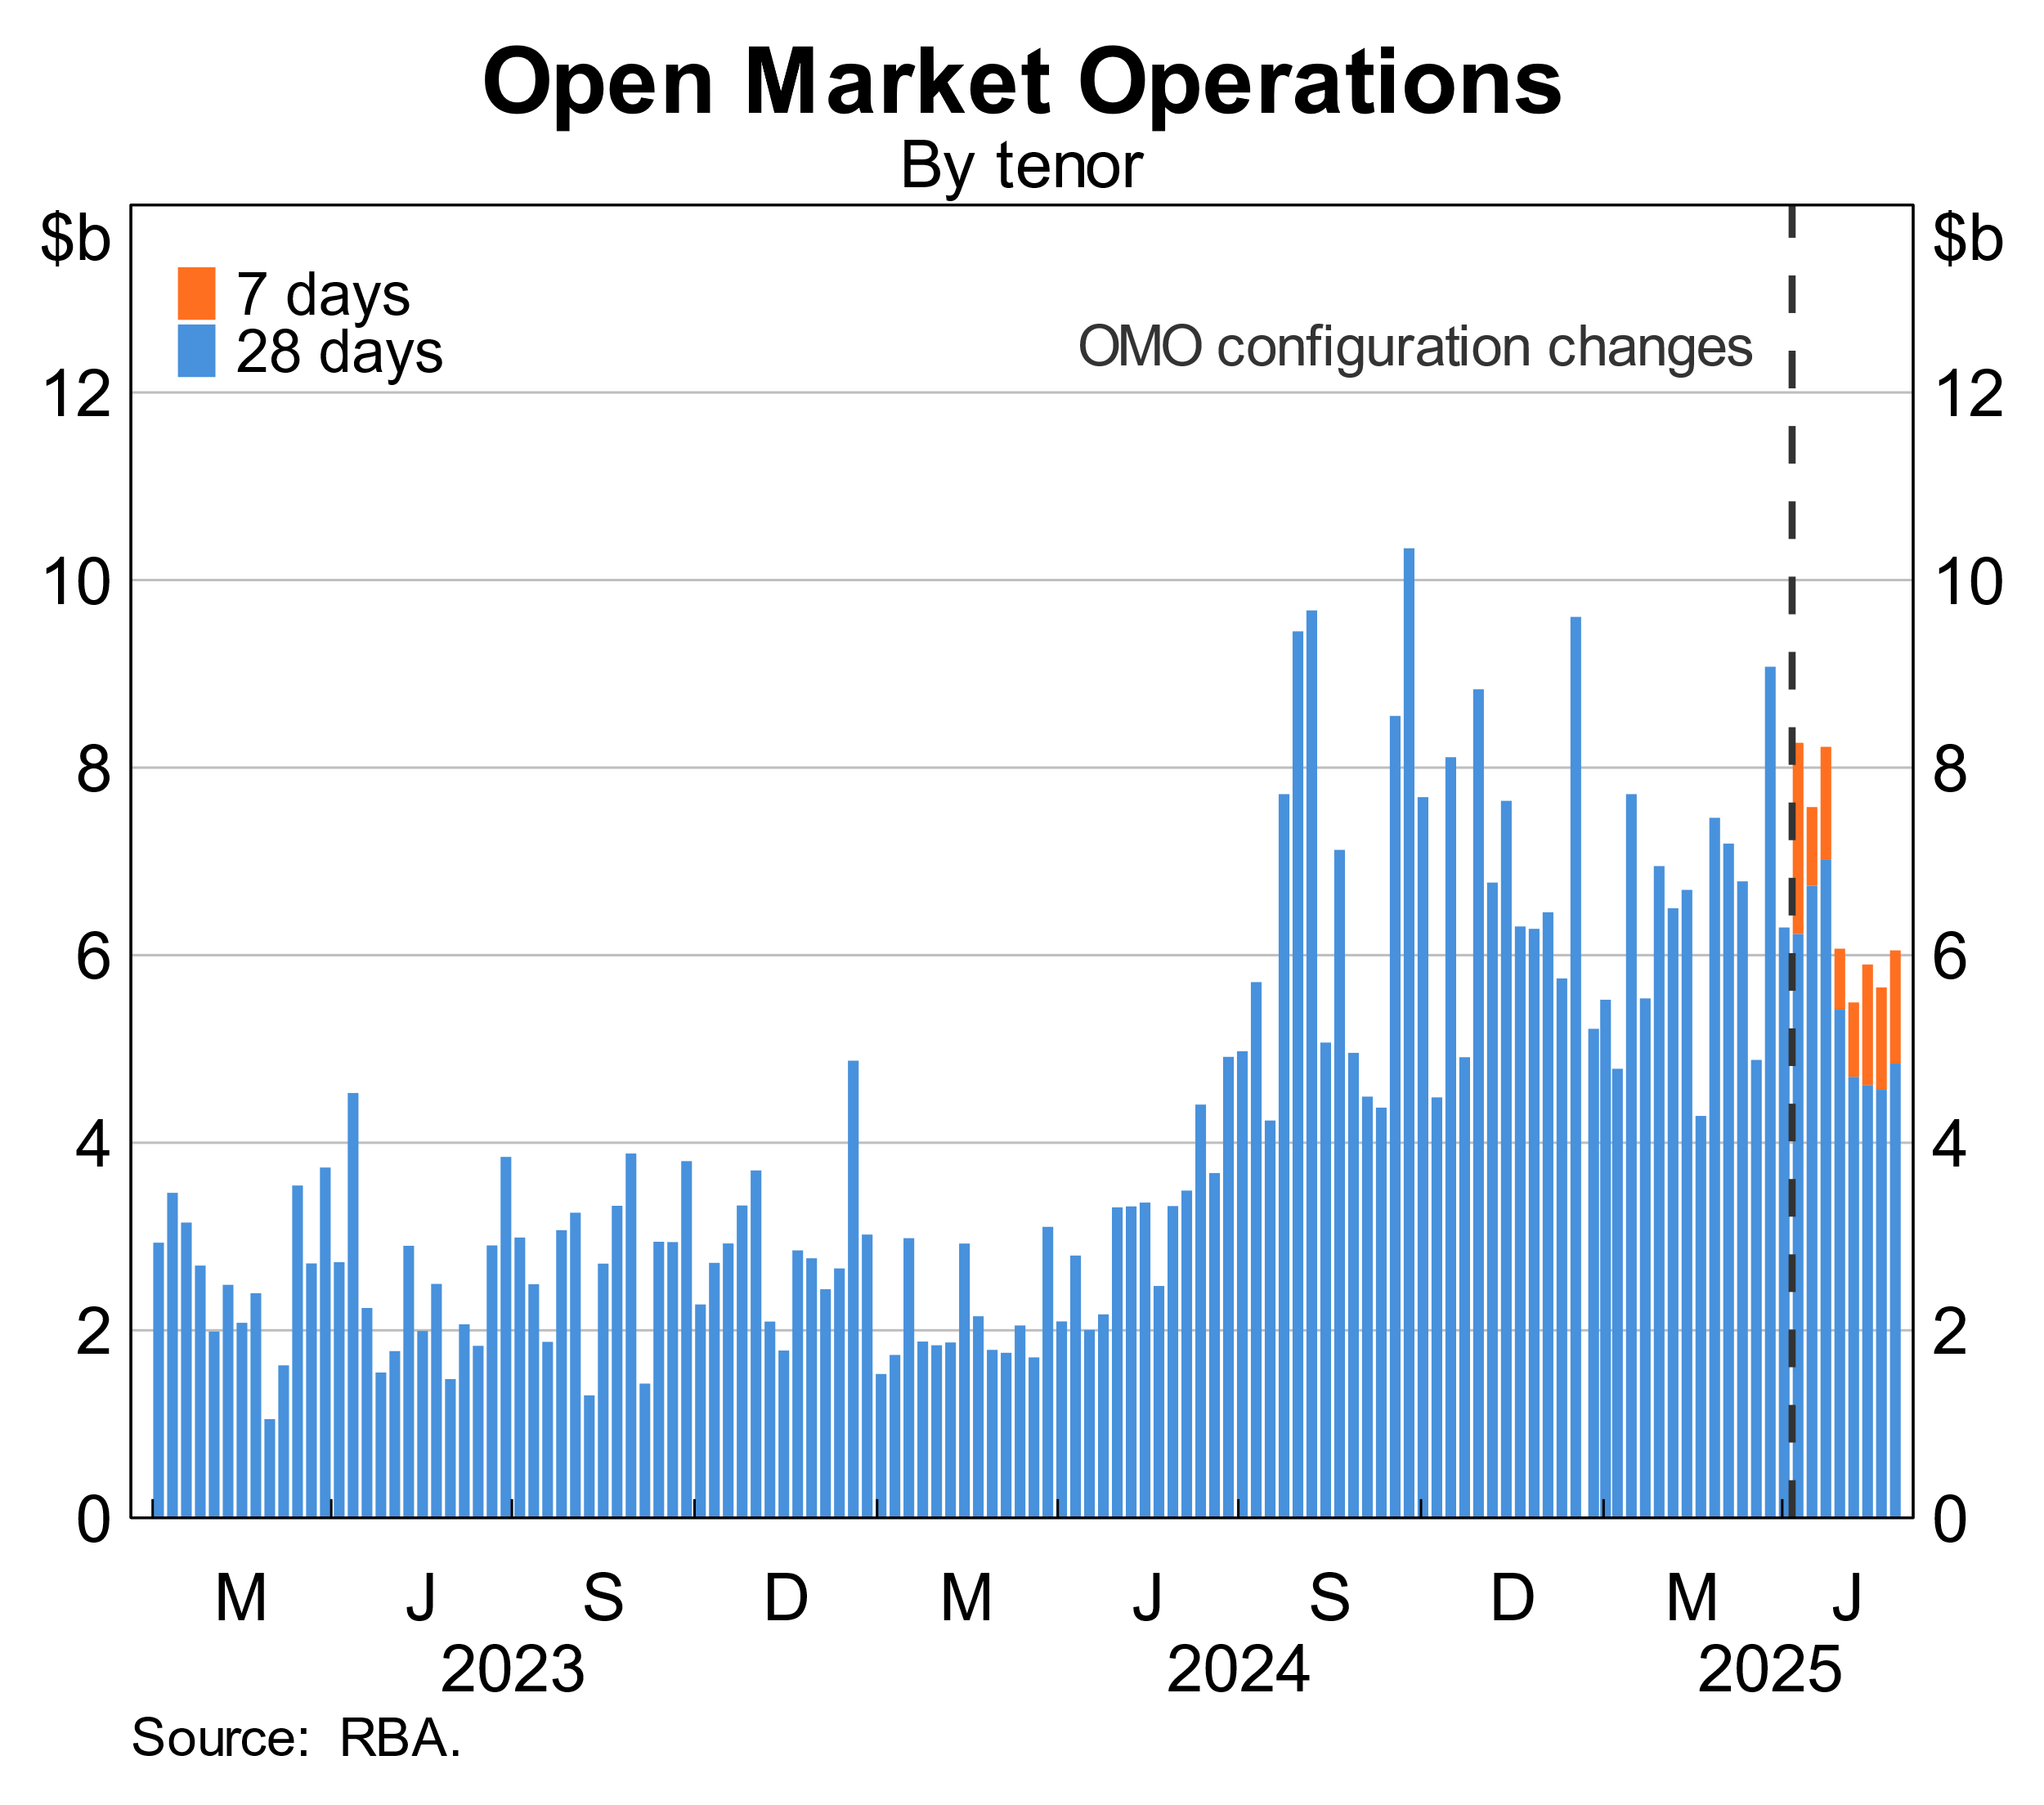 Open Market Operations
By tenor
$b $b
7 days
28 days
OMO configuration changes
12 12
10 10
8 8
6 6
4 4
2 2
0 0
M J S D M J S D M J
2023 2024 2025
Source: RBA.